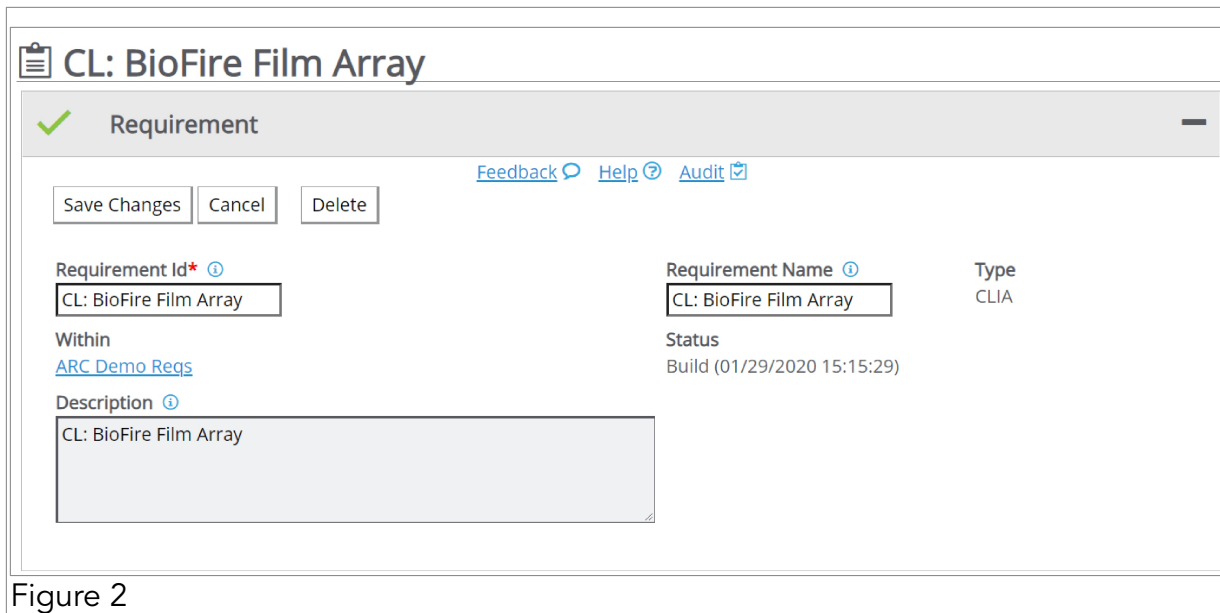 CL: BioFire Film Array
Requirement
Feedback Help Audit
Save Changes Cancel Delete
Requirement Id* Requirement Name Type
CL: BioFire Film Array CL: BioFire Film Array CLIA
Within Status
ARC Demo Reqs Build (01/29/2020 15:15:29)
Description
CL: BioFire Film Array
Figure 2